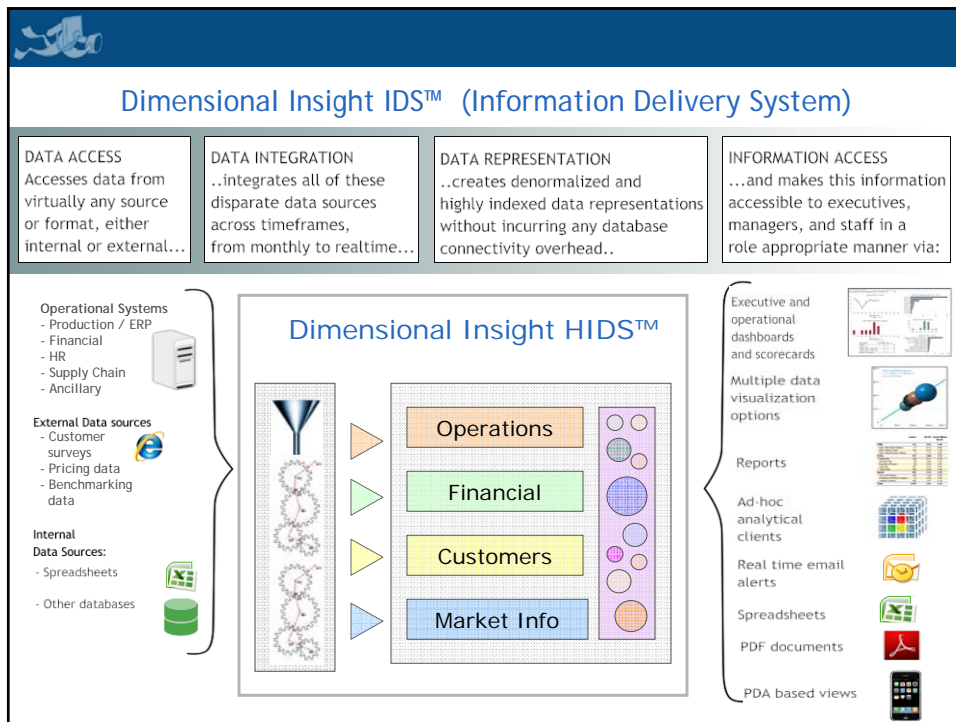 Dimensional Insight IDS™ (Information Delivery System)
DATA ACCESS
Accesses data from
virtually any source
or format, either
internal or external...
DATA INTEGRATION
..integrates all of these
disparate data sources
across timeframes,
from monthly to realtime...
DATA REPRESENTATION
..creates denormalized and
highly indexed data representations
without incurring any database
connectivity overhead..
INFORMATION ACCESS
...and makes this information
accessible to executives,
managers, and staff in a
role appropriate manner via:
Operational Systems
- Production / ERP
- Financial
- HR
- Supply Chain
- Ancillary
External Data sources
- Customer
surveys
- Pricing data
- Benchmarking
data
Internal
Data Sources:
- Spreadsheets
- Other databases
Dimensional Insight HIDS™
Operations
Financial
Customers
Market Info
Executive and
operational
dashboards
and scorecards
Multiple data
visualization
options
Reports
Ad-hoc
analytical
clients
Real time email
alerts
Spreadsheets
PDF documents
PDA based views